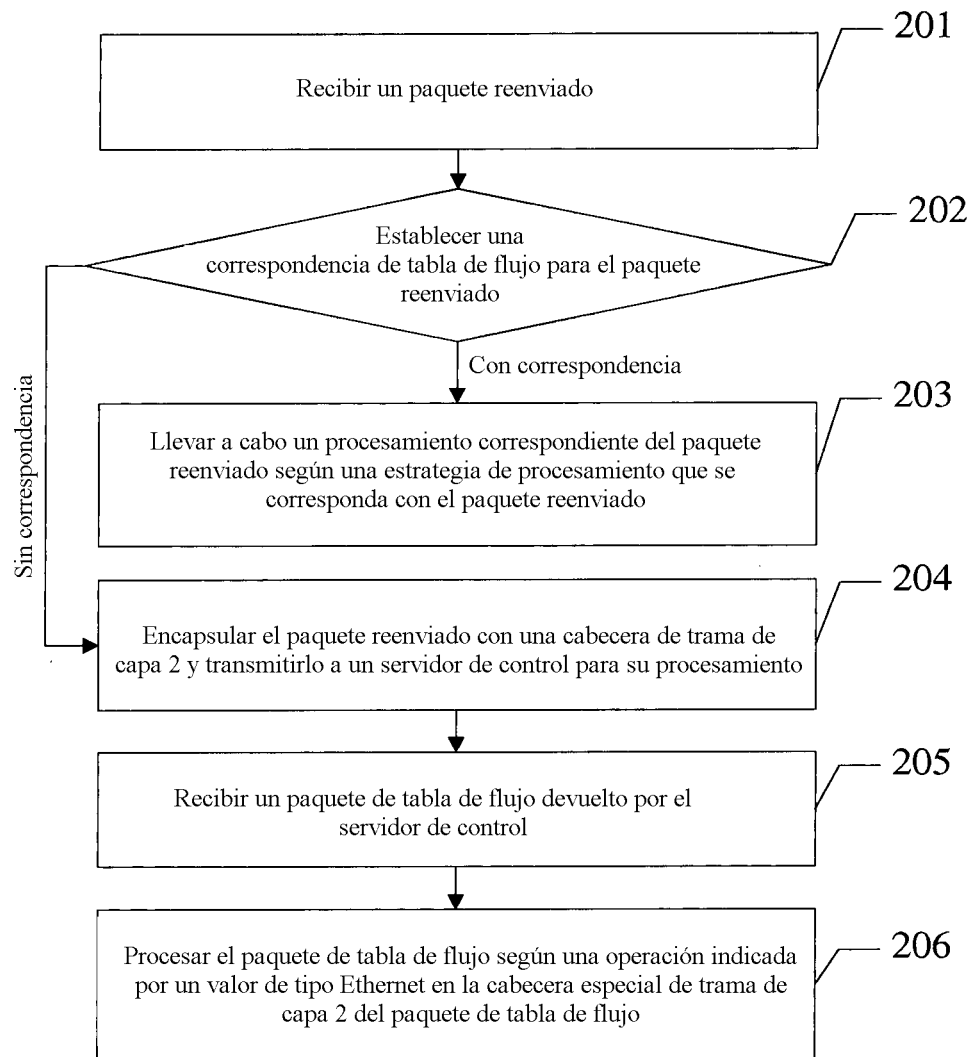 201
Recibir un paquete reenviado
202
Establecer una
correspondencia de tabla de flujo para el paquete
reenviado
Con correspondencia
Sin correspondencia
203
Llevar a cabo un procesamiento correspondiente del paquete
reenviado según una estrategia de procesamiento que se
corresponda con el paquete reenviado
204
Encapsular el paquete reenviado con una cabecera de trama de
capa 2 y transmitirlo a un servidor de control para su procesamiento
205
Recibir un paquete de tabla de flujo devuelto por el
servidor de control
206
Procesar el paquete de tabla de flujo según una operación indicada
por un valor de tipo Ethernet en la cabecera especial de trama de
capa 2 del paquete de tabla de flujo